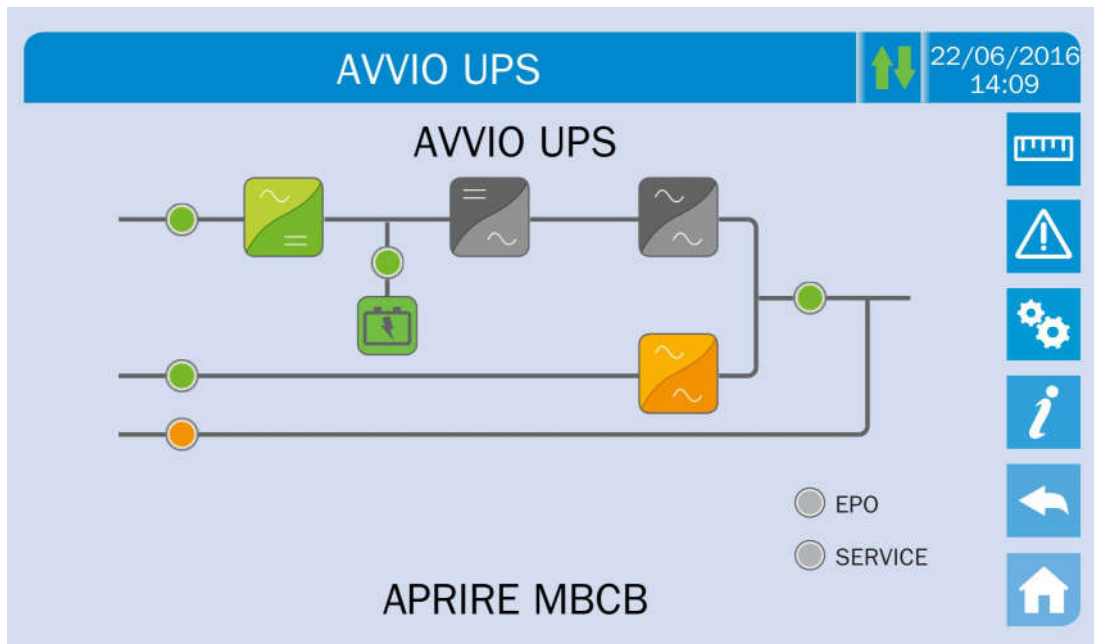 AVVIO UPS
22/06/2016
14:09
AVVIO UPS
EPO
SERVICE
APRIRE MBCB